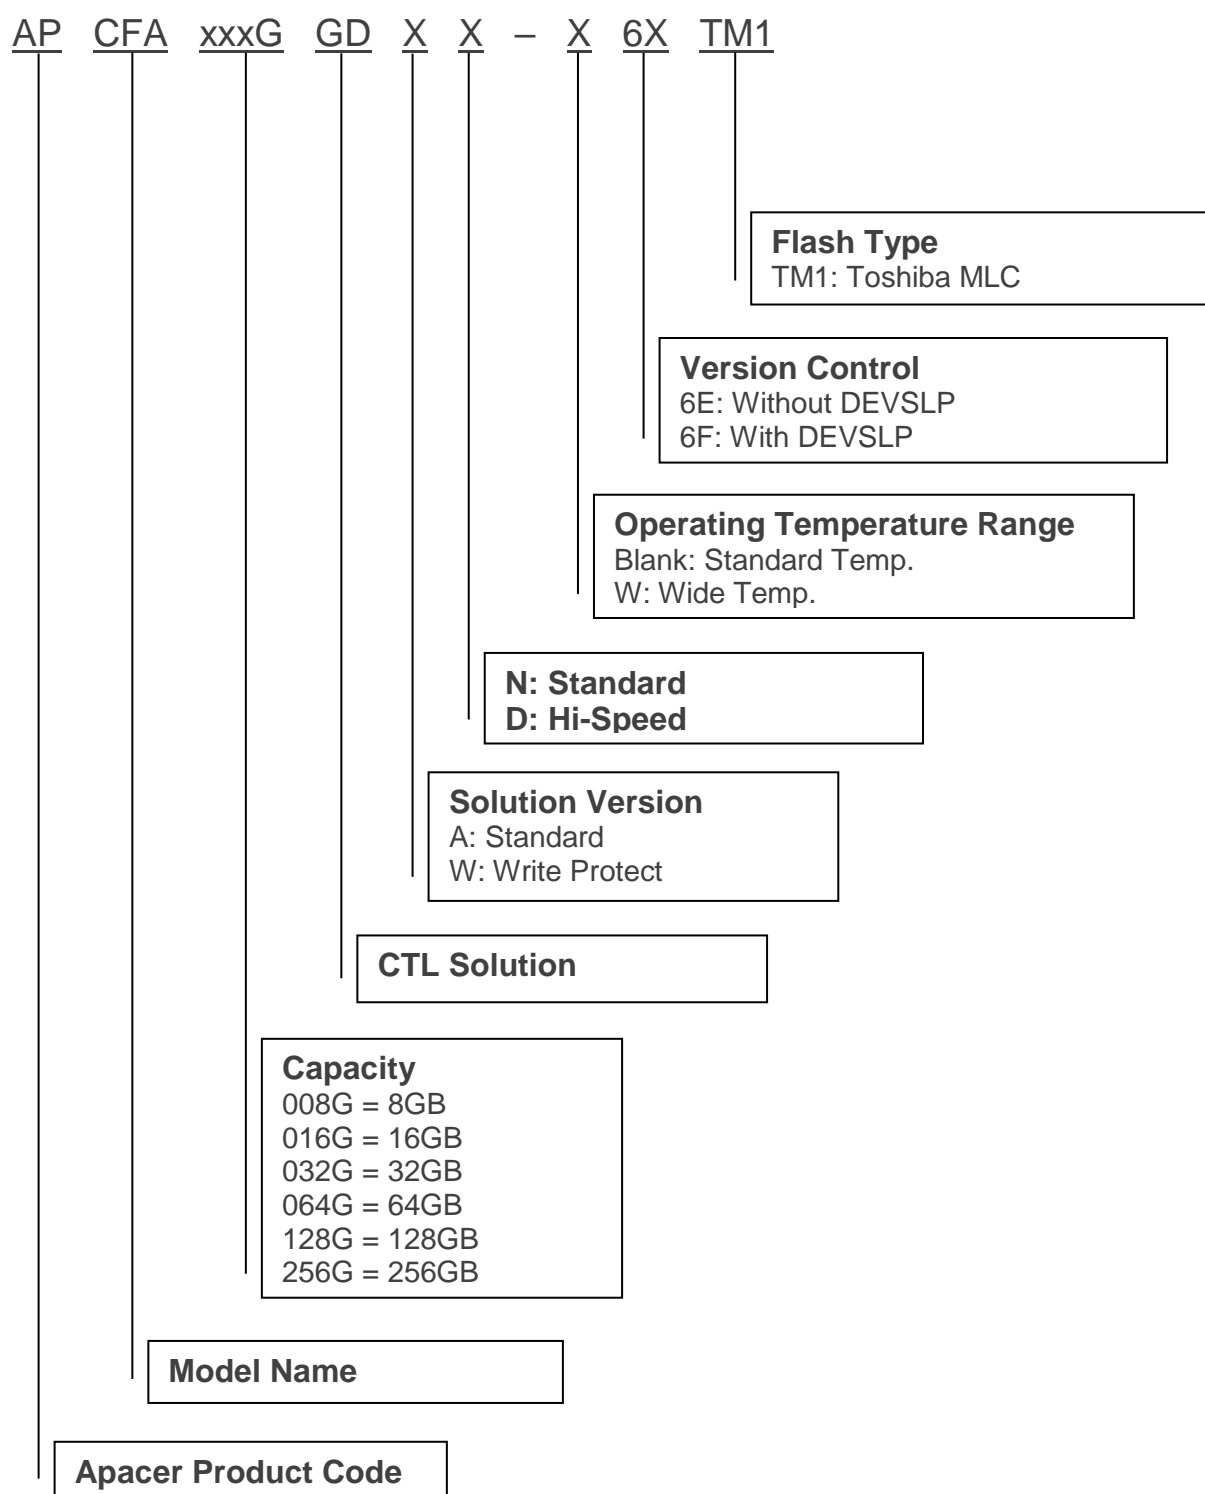 AP CFA xxxG GD X X – X 6X TM1
Flash Type
TM1: Toshiba MLC
Version Control
6E: Without DEVSLP
6F: With DEVSLP
Operating Temperature Range
Blank: Standard Temp.
W: Wide Temp.
N: Standard
D: Hi-Speed
Solution Version
A: Standard
W: Write Protect
CTL Solution
Capacity
008G = 8GB
016G = 16GB
032G = 32GB
064G = 64GB
128G = 128GB
256G = 256GB
Model Name
Apacer Product Code